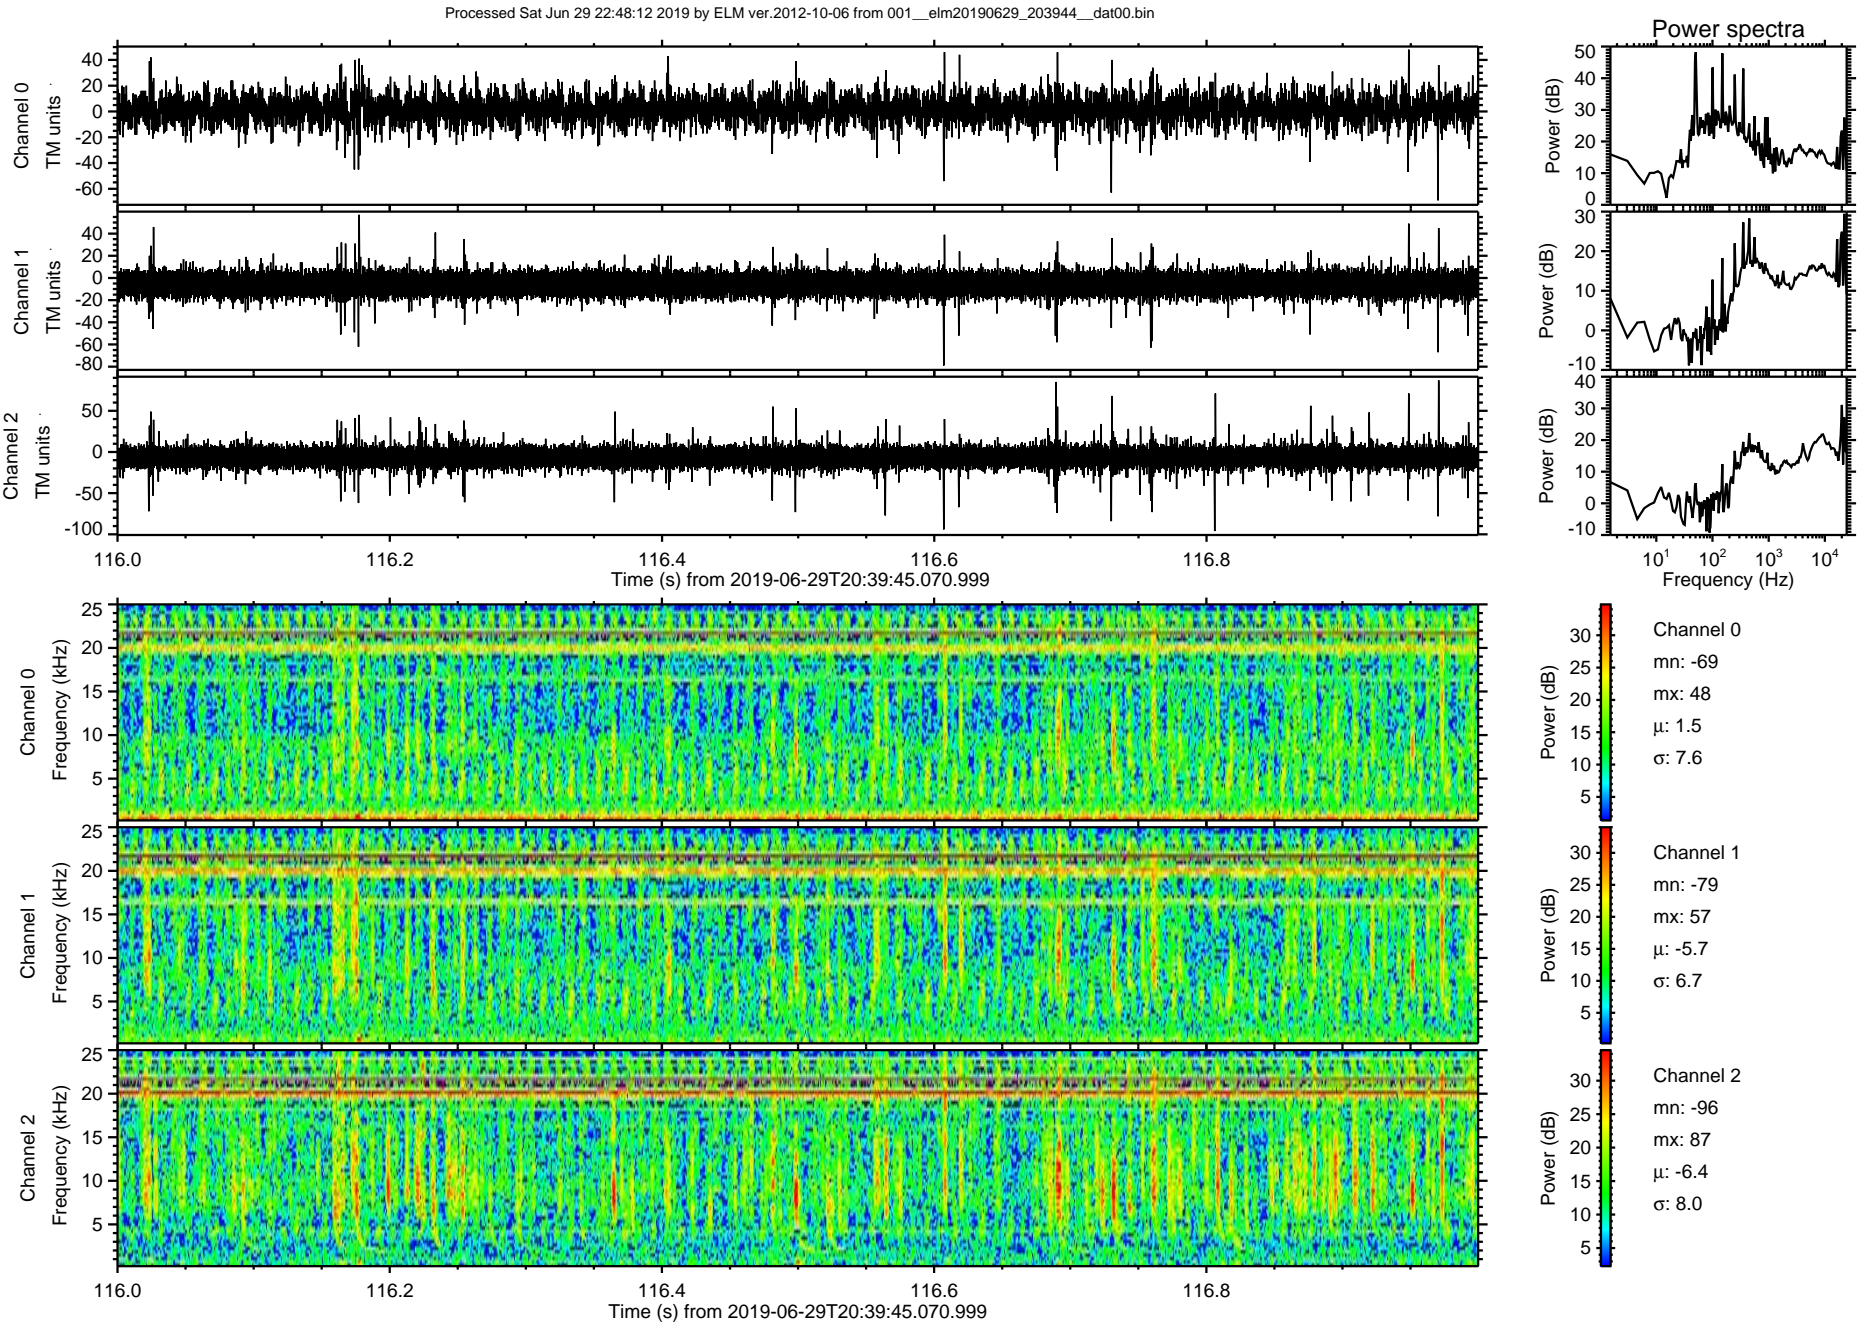 Processed Sat Jun 29 22:48:12 2019 by ELM ver.2012-10-06 from 001__elm20190629_203944__dat00.bin
Power spectra
Channel 0
TM units
40
20
0
-20
-40
-60
Power (dB)
50
40
30
20
10
0
Channel 1
TM units
40
20
0
-20
-40
-60
-80
Power (dB)
30
20
10
0
-10
Channel 2
TM units
50
0
-50
-100
Power (dB)
40
30
20
10
0
-10
116.0 116.2 116.4 116.6 116.8
Time (s) from 2019-06-29T20:39:45.070.999
10^1 10^2 10^3 10^4
Frequency (Hz)
Channel 0
Frequency (kHz)
25
20
15
10
5
Power (dB)
30
25
20
15
10
5
Channel 0
mn: -69
mx: 48
μ: 1.5
σ: 7.6
Channel 1
Frequency (kHz)
25
20
15
10
5
Power (dB)
30
25
20
15
10
5
Channel 1
mn: -79
mx: 57
μ: -5.7
σ: 6.7
Channel 2
Frequency (kHz)
25
20
15
10
5
Power (dB)
30
25
20
15
10
5
Channel 2
mn: -96
mx: 87
μ: -6.4
σ: 8.0
116.0 116.2 116.4 116.6 116.8
Time (s) from 2019-06-29T20:39:45.070.999